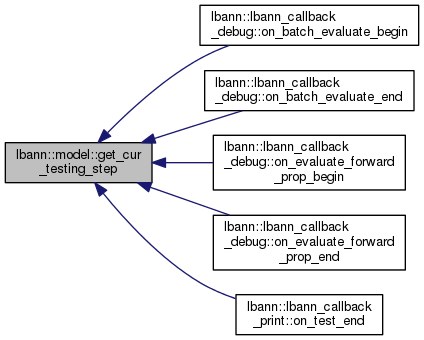 lbann::lbann_callback
_debug::on_batch_evaluate_begin
lbann::lbann_callback
_debug::on_batch_evaluate_end
lbann::model::get_cur
_testing_step
lbann::lbann_callback
_debug::on_evaluate_forward
_prop_begin
lbann::lbann_callback
_debug::on_evaluate_forward
_prop_end
lbann::lbann_callback
_print::on_test_end